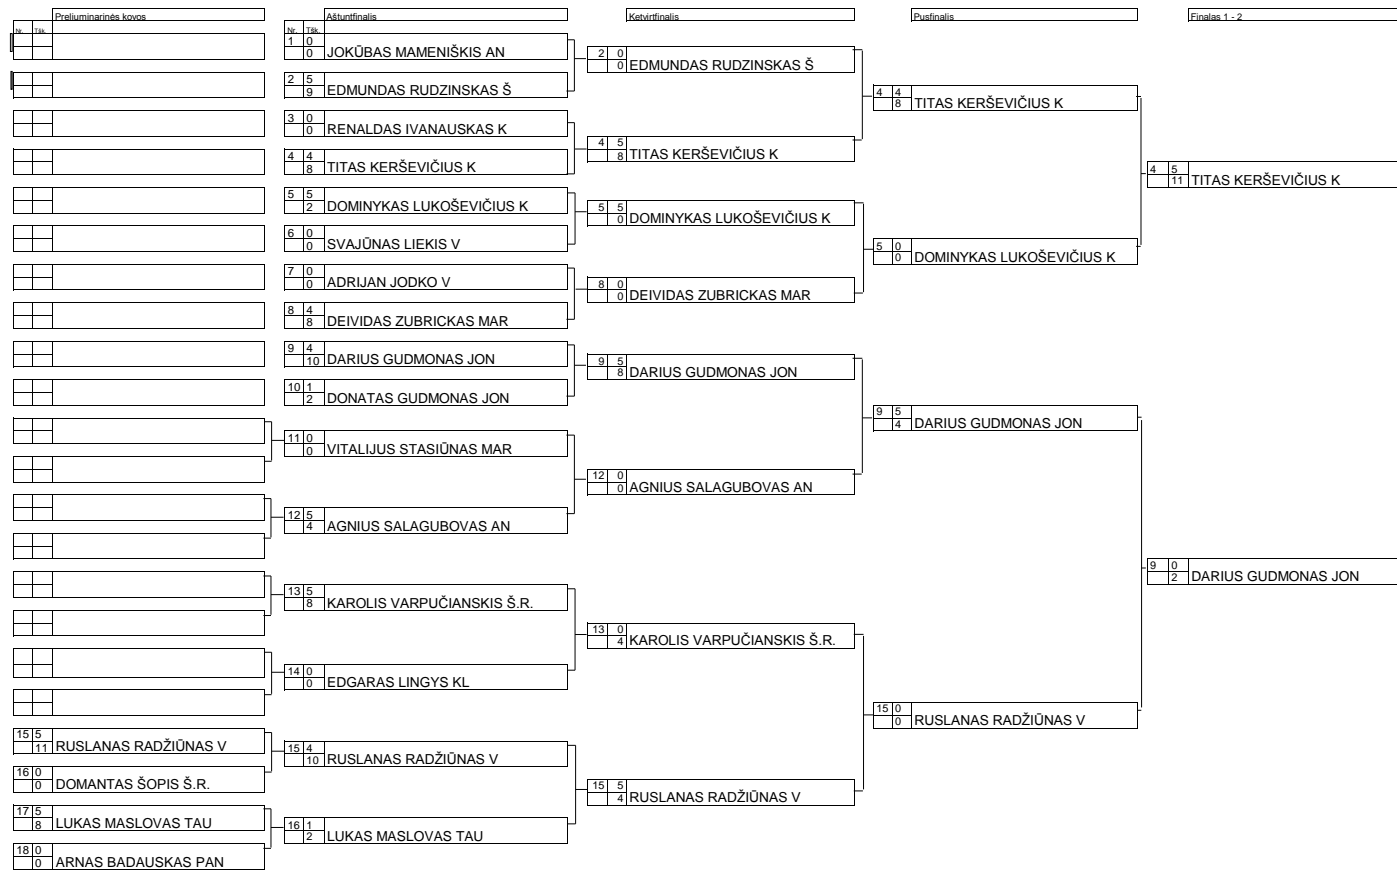 Preliuminarinės kovos
Nr. Tšk.
15 5
11 RUSLANAS RADŽIŪNAS V
16 0
0 DOMANTAS ŠOPIS Š.R.
17 5
8 LUKAS MASLOVAS TAU
18 0
0 ARNAS BADAUSKAS PAN
Aštuntfinalis
Nr. Tšk.
1 0
0 JOKŪBAS MAMENIŠKIS AN
2 5
9 EDMUNDAS RUDZINSKAS Š
3 0
0 RENALDAS IVANAUSKAS K
4 4
8 TITAS KERŠEVIČIUS K
5 5
2 DOMINYKAS LUKOŠEVIČIUS K
6 0
0 SVAJŪNAS LIEKIS V
7 0
0 ADRIJAN JODKO V
8 4
8 DEIVIDAS ZUBRICKAS MAR
9 4
10 DARIUS GUDMONAS JON
10 1
2 DONATAS GUDMONAS JON
11 0
0 VITALIJUS STASIŪNAS MAR
12 5
4 AGNIUS SALAGUBOVAS AN
13 5
8 KAROLIS VARPUČIANSKIS Š.R.
14 0
0 EDGARAS LINGYS KL
15 4
10 RUSLANAS RADŽIŪNAS V
16 1
2 LUKAS MASLOVAS TAU
Ketvirtfinalis
2 0
0 EDMUNDAS RUDZINSKAS Š
4 5
8 TITAS KERŠEVIČIUS K
5 5
0 DOMINYKAS LUKOŠEVIČIUS K
8 0
0 DEIVIDAS ZUBRICKAS MAR
9 5
8 DARIUS GUDMONAS JON
12 0
0 AGNIUS SALAGUBOVAS AN
13 0
4 KAROLIS VARPUČIANSKIS Š.R.
15 5
4 RUSLANAS RADŽIŪNAS V
Pusfinalis
4 4
8 TITAS KERŠEVIČIUS K
5 0
0 DOMINYKAS LUKOŠEVIČIUS K
9 5
4 DARIUS GUDMONAS JON
15 0
0 RUSLANAS RADŽIŪNAS V
Finalas 1 - 2
4 5
11 TITAS KERŠEVIČIUS K
9 0
2 DARIUS GUDMONAS JON